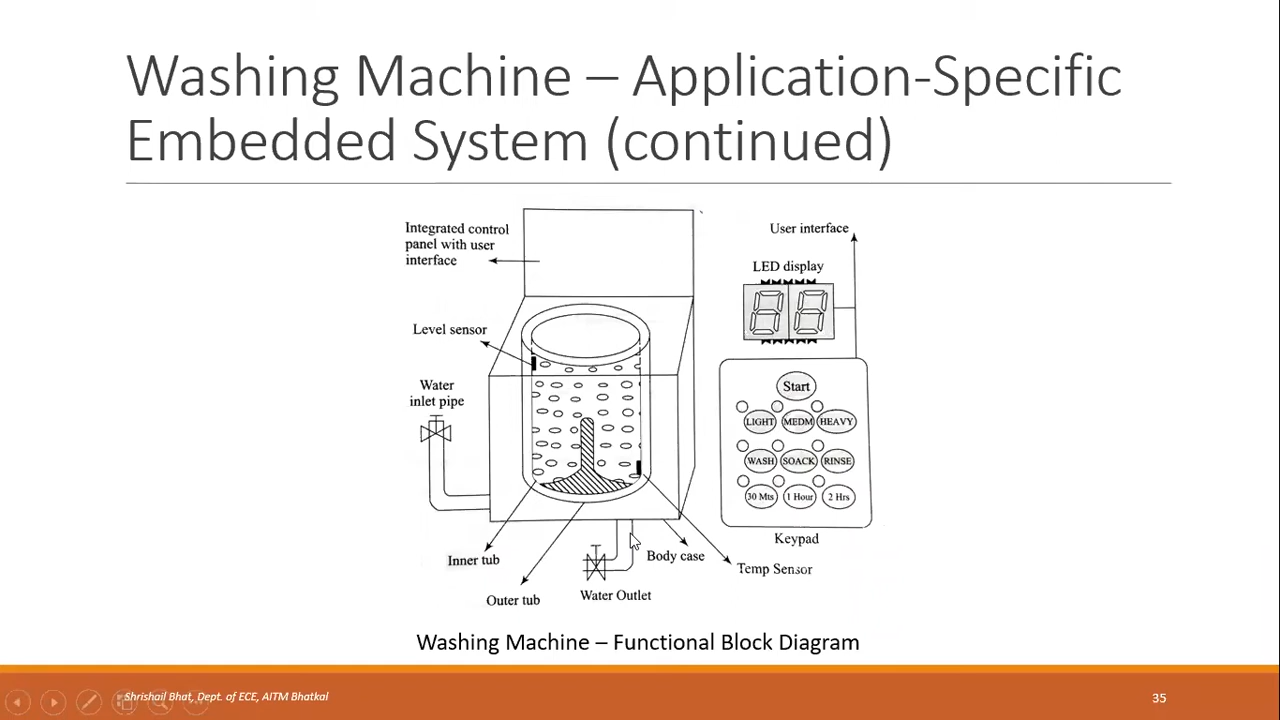 Washing Machine – Application-Specific
Embedded System (continued)
Integrated control
panel with user
interface
Level sensor
Water
inlet pipe
Inner tub
Outer tub
Water Outlet
Body case
Temp Sensor
User interface
LED display
88
Start
LIGHT MEDM HEAVY
WASH SOACK RINSE
30 Mts 1 Hour 2 Hrs
Keypad
Washing Machine – Functional Block Diagram
Shrishail Bhat, Dept. of ECE, AITM Bhatkal
35